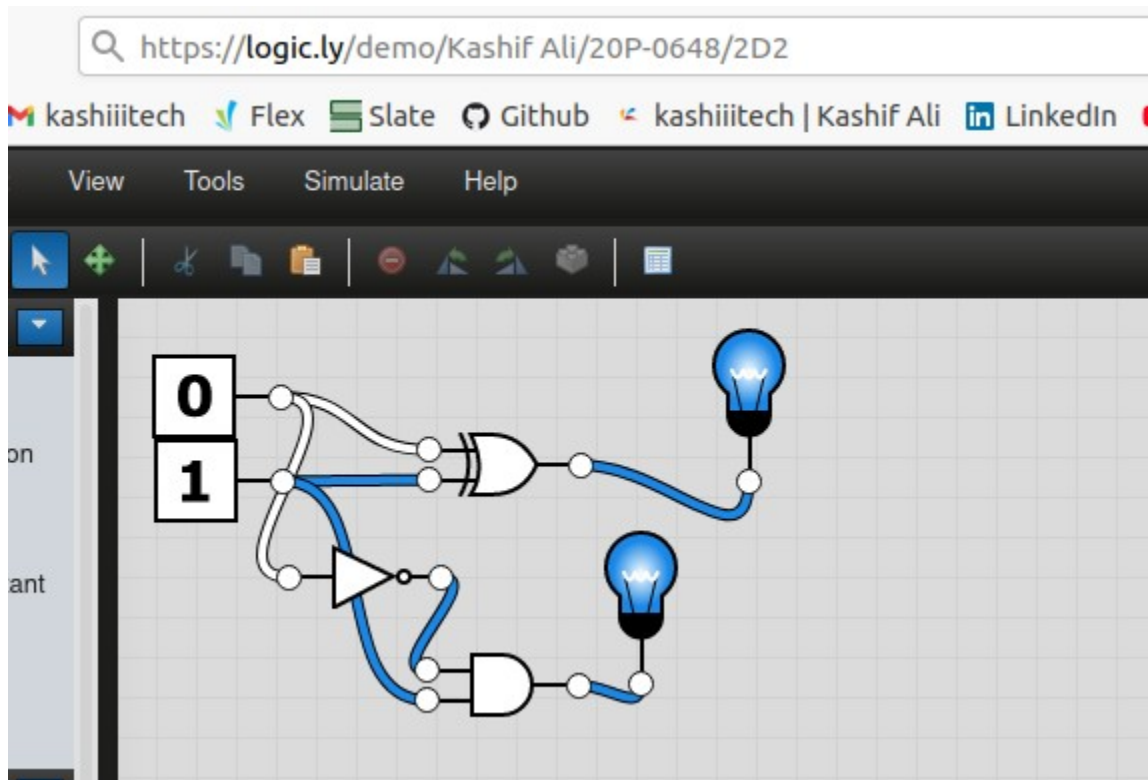 https://logic.ly/demo/Kashif Ali/20P-0648/2D2
kashiiitech Flex Slate Github kashiiitech | Kashif Ali LinkedIn
View Tools Simulate Help
0
1
on
ant